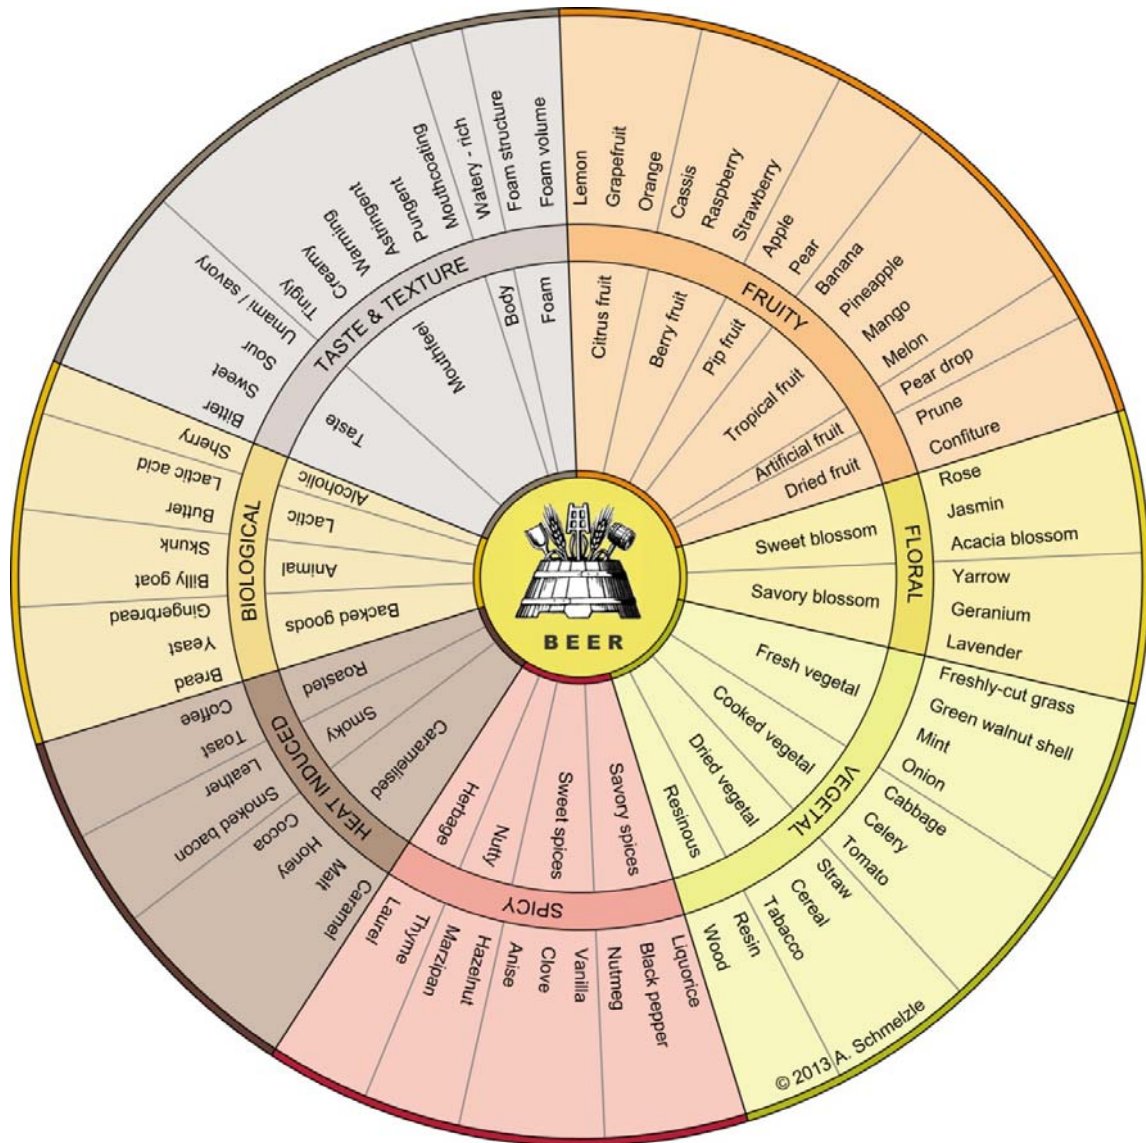 BEER
FRUITY
Citrus fruit
Lemon
Grapefruit
Orange
Berry fruit
Cassis
Raspberry
Strawberry
Pip fruit
Apple
Pear
Tropical fruit
Banana
Pineapple
Mango
Melon
Artificial fruit
Pear drop
Dried fruit
Prune
Confiture
FLORAL
Sweet blossom
Rose
Jasmin
Acacia blossom
Savory blossom
Yarrow
Geranium
Lavender
VEGETAL
Fresh vegetal
Freshly-cut grass
Green walnut shell
Mint
Onion
Cooked vegetal
Cabbage
Celery
Tomato
Dried vegetal
Straw
Cereal
Tabacco
Resinous
Resin
Wood
SPICY
Savory spices
Liquorice
Black pepper
Nutmeg
Sweet spices
Vanilla
Clove
Anise
Nutty
Hazelnut
Marzipan
Herbage
Thyme
Laurel
HEAT INDUCED
Caramelised
Caramel
Malt
Honey
Cocoa
Smoky
Smoked bacon
Leather
Roasted
Toast
Coffee
BIOLOGICAL
Backed goods
Bread
Yeast
Gingerbread
Animal
Billy goat
Skunk
Lactic
Butter
Lactic acid
Alcoholic
Sherry
TASTE & TEXTURE
Taste
Bitter
Sweet
Sour
Umami / savory
Mouthfeel
Tingly
Creamy
Warming
Astringent
Pungent
Mouthcoating
Body
Watery - rich
Foam
Foam structure
Foam volume
© 2013 A. Schmelzle